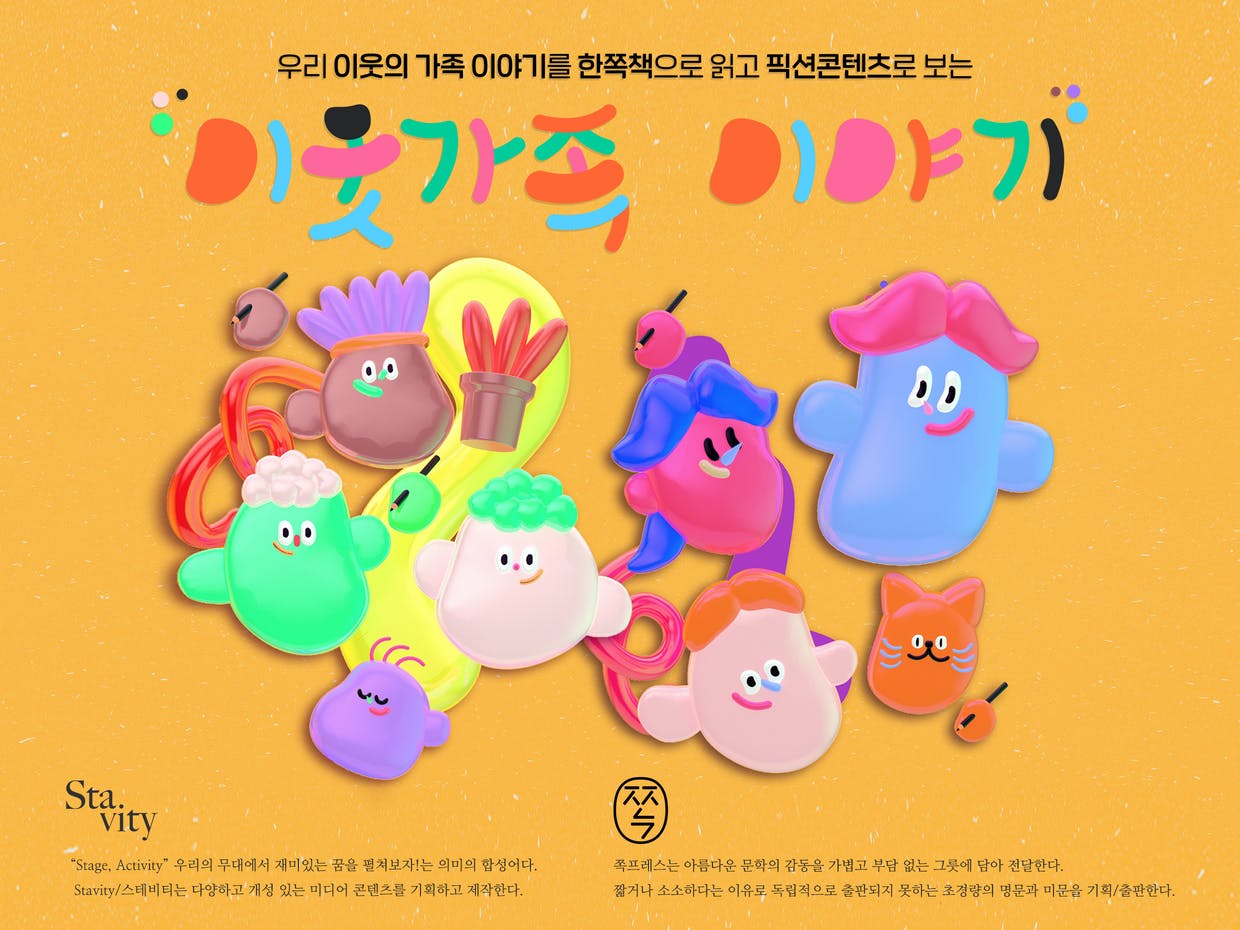 우리 이웃의 가족 이야기를 한쪽책으로 읽고 픽션콘텐츠로 보는
이웃가족 이야기
Sta.
vity
쪽
“Stage, Activity” 우리의 무대에서 재미있는 꿈을 펼쳐보자!는 의미의 합성어다.
Stavity/스테비티는 다양하고 개성 있는 미디어 콘텐츠를 기획하고 제작한다.
쪽프레스는 아름다운 문학의 감동을 가볍고 부담 없는 그릇에 담아 전달한다.
짧거나 소소하다는 이유로 독립적으로 출판되지 못하는 초경량의 명문과 미문을 기획/출판한다.